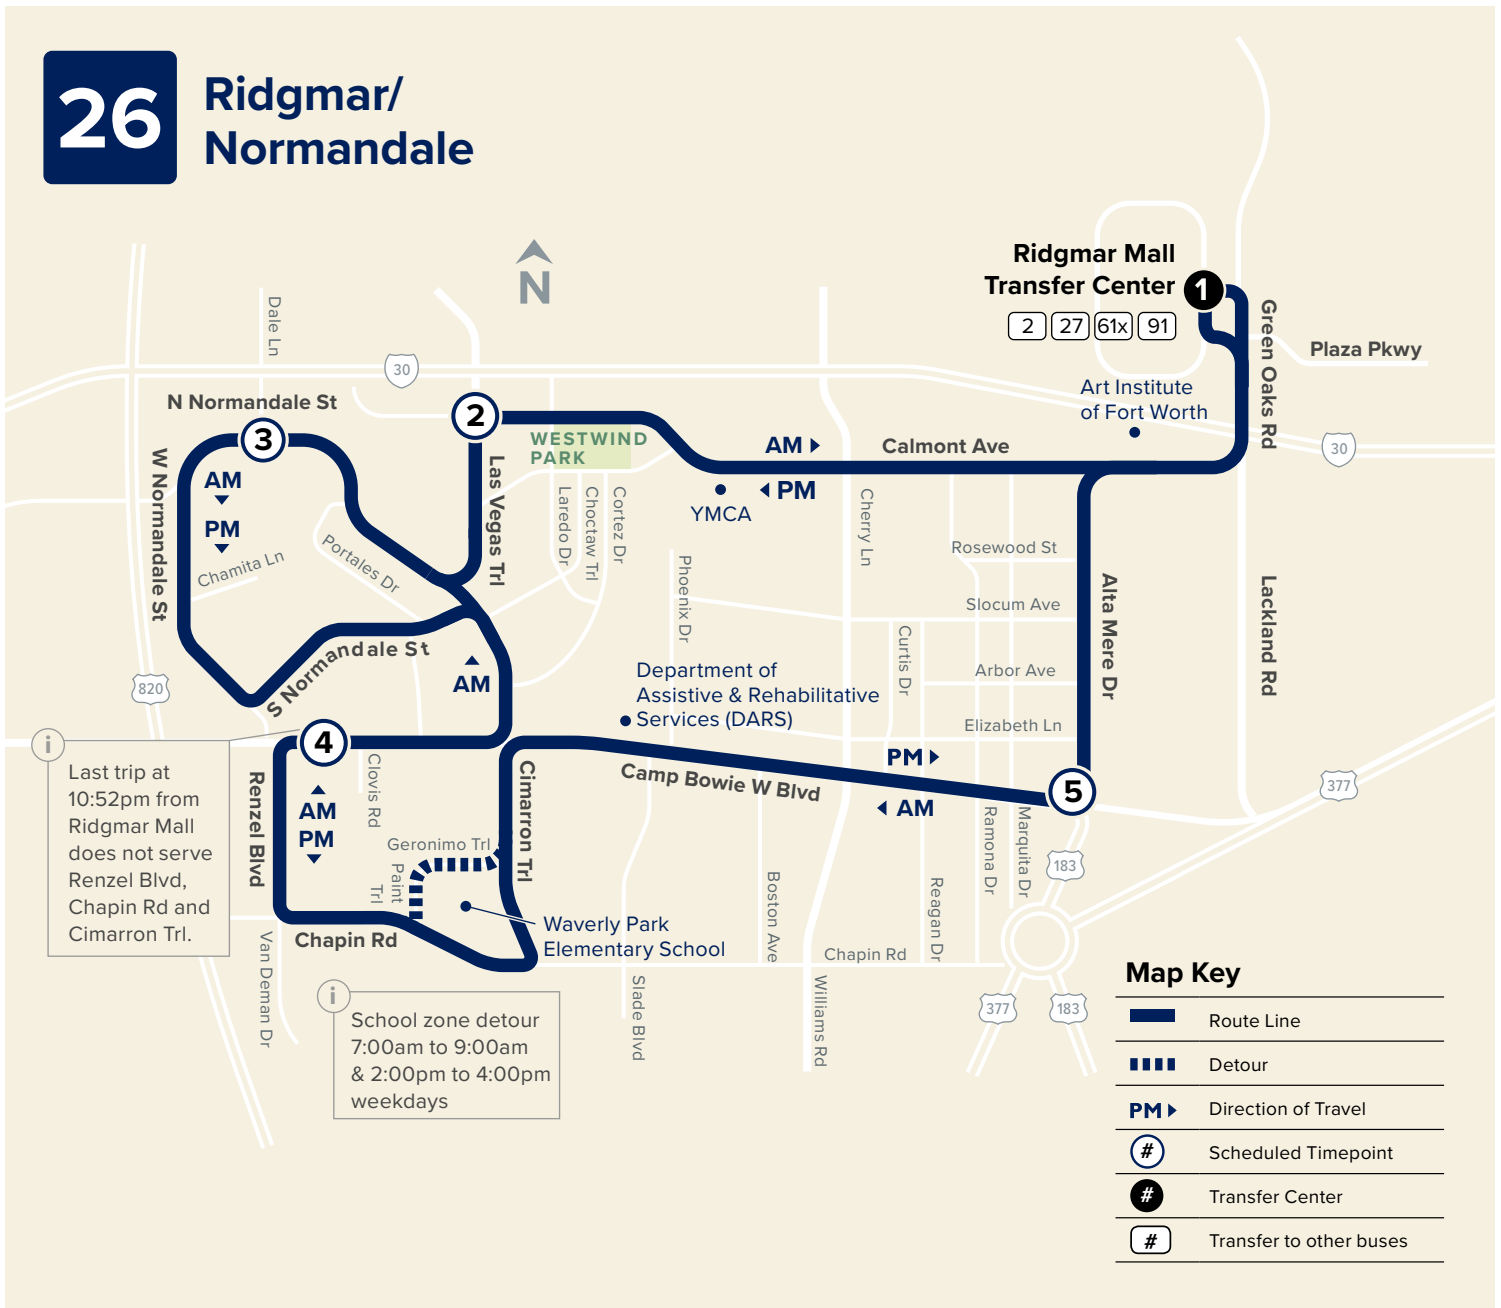 26
Ridgmar/
Normandale
N
Ridgmar Mall
Transfer Center
1
2
27
61x
91
Green Oaks Rd
Plaza Pkwy
Dale Ln
30
Art Institute
of Fort Worth
N Normandale St
3
2
WESTWIND
PARK
AM
Calmont Ave
30
PM
YMCA
W Normandale St
AM
PM
Chamita Ln
Portales Dr
Las Vegas Trl
Laredo Dr
Choctaw Trl
Cortez Dr
Phoenix Dr
Cherry Ln
Rosewood St
Slocum Ave
Curtis Dr
Arbor Ave
Elizabeth Ln
Alta Mere Dr
Lackland Rd
820
S Normandale St
AM
Department of
Assistive & Rehabilitative
Services (DARS)
i
Last trip at
10:52pm from
Ridgmar Mall
does not serve
Renzel Blvd,
Chapin Rd and
Cimarron Trl.
4
Renzel Blvd
AM
PM
Clovis Rd
Geronimo Trl
Paint
Trl
Cimarron Trl
Camp Bowie W Blvd
PM
AM
5
377
183
Ramona Dr
Marquita Dr
Reagan Dr
Boston Ave
Waverly Park
Elementary School
Chapin Rd
Chapin Rd
Van Deman Dr
Slade Blvd
Williams Rd
377
183
i
School zone detour
7:00am to 9:00am
& 2:00pm to 4:00pm
weekdays
Map Key
Route Line
Detour
PM
Direction of Travel
#
Scheduled Timepoint
#
Transfer Center
#
Transfer to other buses